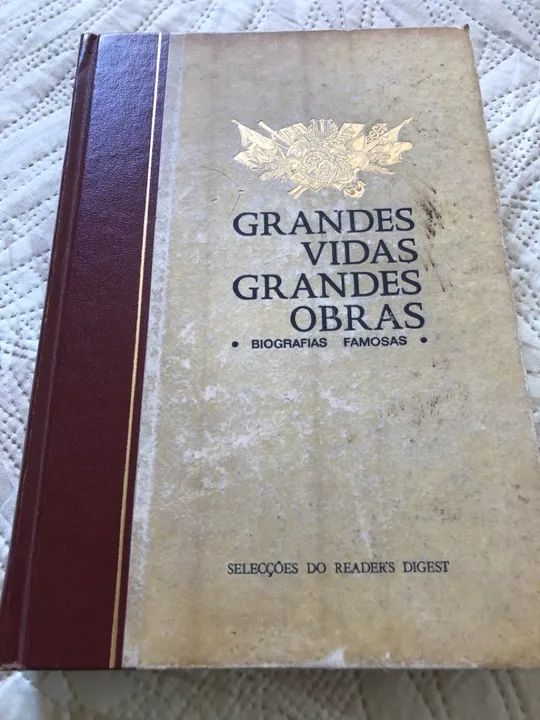 GRANDES
VIDAS
GRANDES
OBRAS
• BIOGRAFIAS FAMOSAS •
SELECÇÕES DO READER'S DIGEST